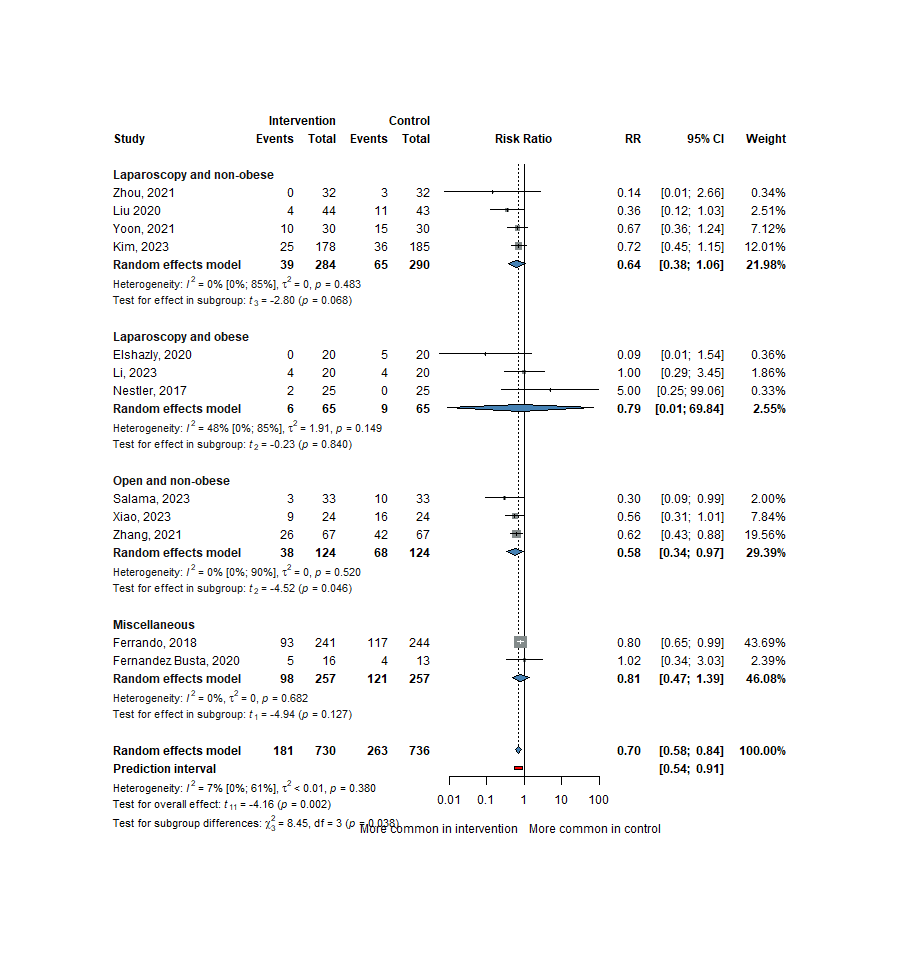 Intervention Control
Study Events Total Events Total Risk Ratio RR 95% CI Weight
Laparoscopy and non-obese
Zhou, 2021 0 32 3 32 0.14 [0.01; 2.66] 0.34%
Liu 2020 4 44 11 43 0.36 [0.12; 1.03] 2.51%
Yoon, 2021 10 30 15 30 0.67 [0.36; 1.24] 7.12%
Kim, 2023 25 178 36 185 0.72 [0.45; 1.15] 12.01%
Random effects model 39 284 65 290 0.64 [0.38; 1.06] 21.98%
Heterogeneity: I² = 0% [0%; 85%], τ² = 0, p = 0.483
Test for effect in subgroup: t₃ = -2.80 (p = 0.068)
Laparoscopy and obese
Elshazly, 2020 0 20 5 20 0.09 [0.01; 1.54] 0.36%
Li, 2023 4 20 4 20 1.00 [0.29; 3.45] 1.86%
Nestler, 2017 2 25 0 25 5.00 [0.25; 99.06] 0.33%
Random effects model 6 65 9 65 0.79 [0.01; 69.84] 2.55%
Heterogeneity: I² = 48% [0%; 85%], τ² = 1.91, p = 0.149
Test for effect in subgroup: t₂ = -0.23 (p = 0.840)
Open and non-obese
Salama, 2023 3 33 10 33 0.30 [0.09; 0.99] 2.00%
Xiao, 2023 9 24 16 24 0.56 [0.31; 1.01] 7.84%
Zhang, 2021 26 67 42 67 0.62 [0.43; 0.88] 19.56%
Random effects model 38 124 68 124 0.58 [0.34; 0.97] 29.39%
Heterogeneity: I² = 0% [0%; 90%], τ² = 0, p = 0.520
Test for effect in subgroup: t₂ = -4.52 (p = 0.046)
Miscellaneous
Ferrando, 2018 93 241 117 244 0.80 [0.65; 0.99] 43.69%
Fernandez Busta, 2020 5 16 4 13 1.02 [0.34; 3.03] 2.39%
Random effects model 98 257 121 257 0.81 [0.47; 1.39] 46.08%
Heterogeneity: I² = 0%, τ² = 0, p = 0.682
Test for effect in subgroup: t₁ = -4.94 (p = 0.127)
Random effects model 181 730 263 736 0.70 [0.58; 0.84] 100.00%
Prediction interval [0.54; 0.91]
Heterogeneity: I² = 7% [0%; 61%], τ² < 0.01, p = 0.380
0.01 0.1 1 10 100
Test for overall effect: t₁₁ = -4.16 (p = 0.002)
Test for subgroup differences: χ²₃ = 8.45, df = 3 (p = 0.038)
More common in intervention More common in control